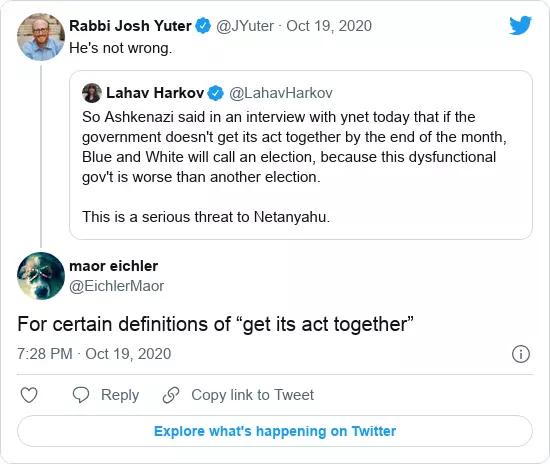 Rabbi Josh Yuter @JYuter · Oct 19, 2020
He's not wrong.
Lahav Harkov @LahavHarkov
So Ashkenazi said in an interview with ynet today that if the
government doesn't get its act together by the end of the month,
Blue and White will call an election, because this dysfunctional
gov't is worse than another election.
This is a serious threat to Netanyahu.
maor eichler
@EichlerMaor
For certain definitions of “get its act together”
7:28 PM · Oct 19, 2020
Reply Copy link to Tweet
Explore what's happening on Twitter